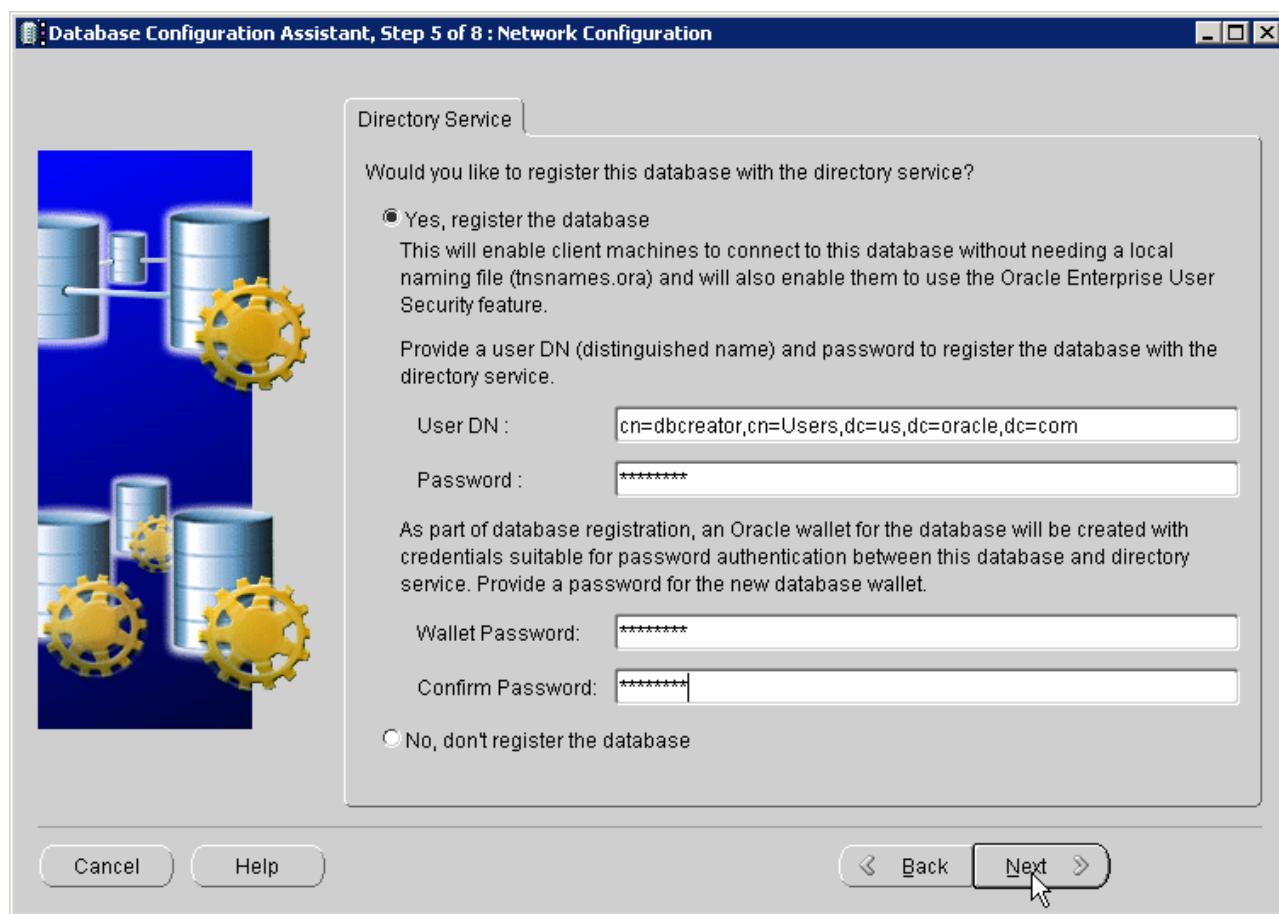 Database Configuration Assistant, Step 5 of 8 : Network Configuration
Directory Service
Would you like to register this database with the directory service?
Yes, register the database
This will enable client machines to connect to this database without needing a local
naming file (tnsnames.ora) and will also enable them to use the Oracle Enterprise User
Security feature.
Provide a user DN (distinguished name) and password to register the database with the
directory service.
User DN : cn=dbcreator,cn=Users,dc=us,dc=oracle,dc=com
Password : ********
As part of database registration, an Oracle wallet for the database will be created with
credentials suitable for password authentication between this database and directory
service. Provide a password for the new database wallet.
Wallet Password: ********
Confirm Password: ********
No, don't register the database
Cancel Help Back Next